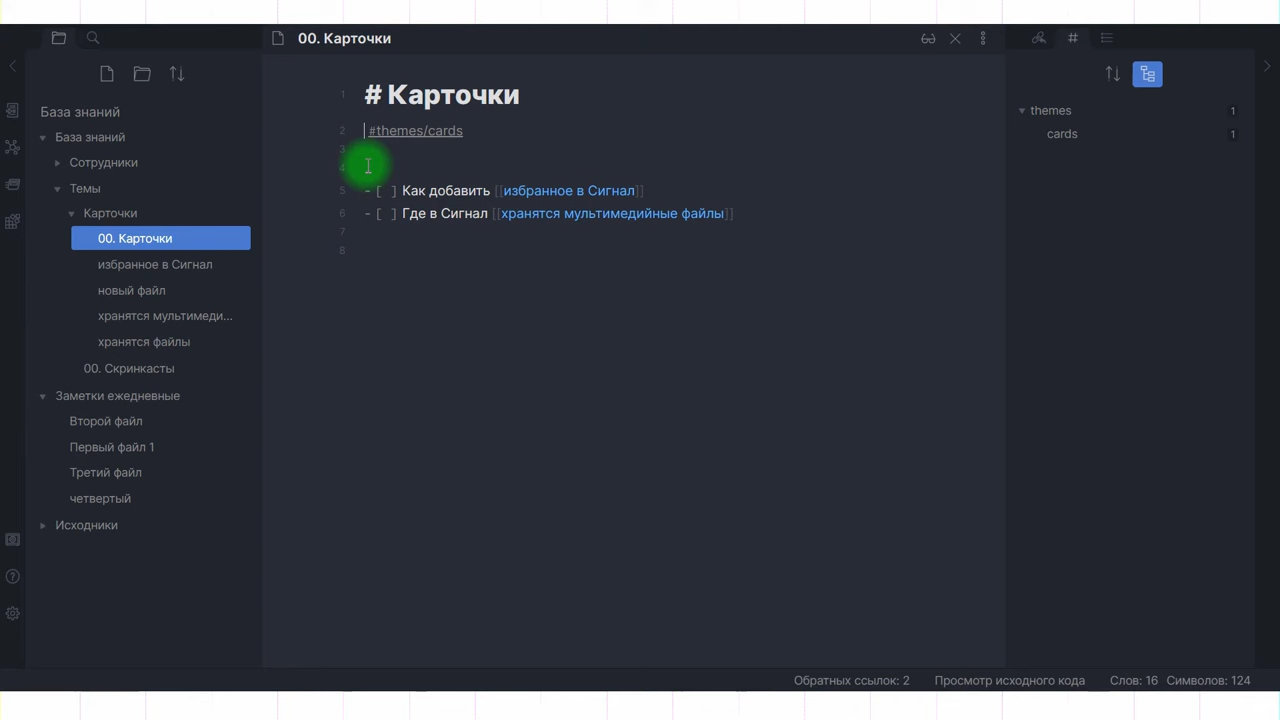 00. Карточки
База знаний
База знаний
Сотрудники
Темы
Карточки
00. Карточки
избранное в Сигнал
новый файл
хранятся мультимеди...
хранятся файлы
00. Скринкасты
Заметки ежедневные
Второй файл
Первый файл 1
Третий файл
четвертый
Исходники
1 # Карточки
2 #themes/cards
3
4
5 - [ ] Как добавить [[избранное в Сигнал]]
6 - [ ] Где в Сигнал [[хранятся мультимедийные файлы]]
7
8
themes 1
cards 1
Обратных ссылок: 2 Просмотр исходного кода Слов: 16 Символов: 124